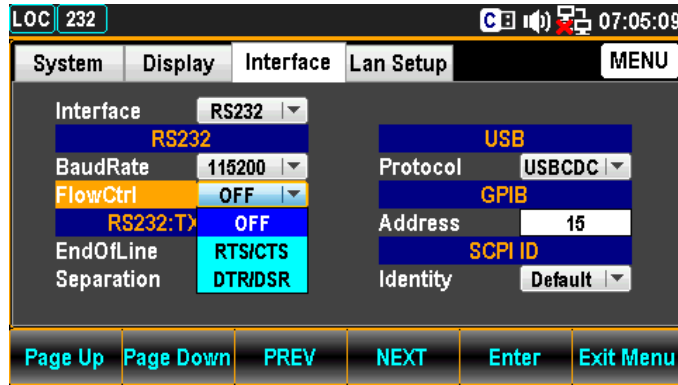 LOC 232 C 07:05:09
System Display Interface Lan Setup MENU
Interface RS232
RS232 USB
BaudRate 115200 Protocol USBCDC
FlowCtrl OFF GPIB
RS232:TX OFF Address 15
EndOfLine RTS/CTS SCPI ID
Separation DTR/DSR Identity Default
Page Up Page Down PREV NEXT Enter Exit Menu